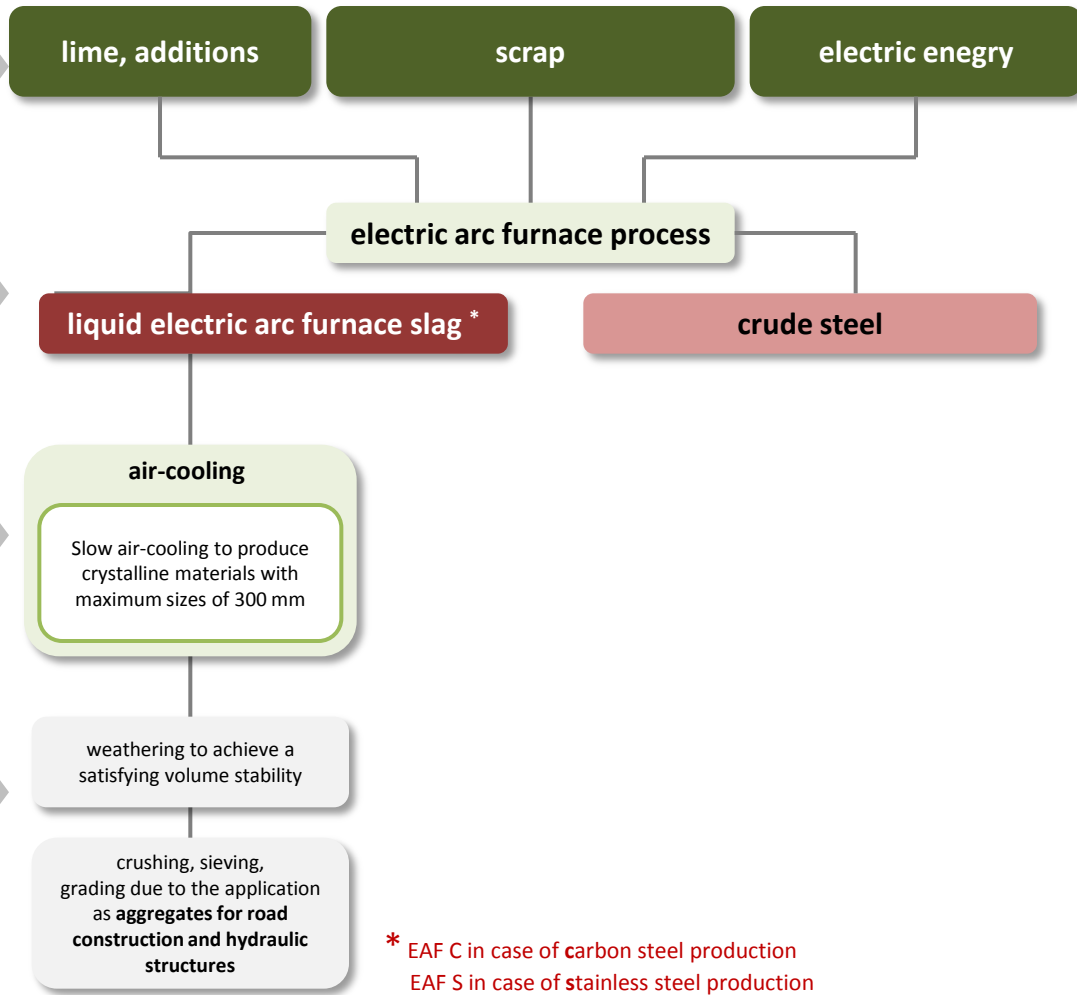 lime, additions
scrap
electric enegry
electric arc furnace process
liquid electric arc furnace slag *
crude steel
air-cooling
Slow air-cooling to produce
crystalline materials with
maximum sizes of 300 mm
weathering to achieve a
satisfying volume stability
crushing, sieving,
grading due to the application
as aggregates for road
construction and hydraulic
structures
* EAF C in case of carbon steel production
EAF S in case of stainless steel production